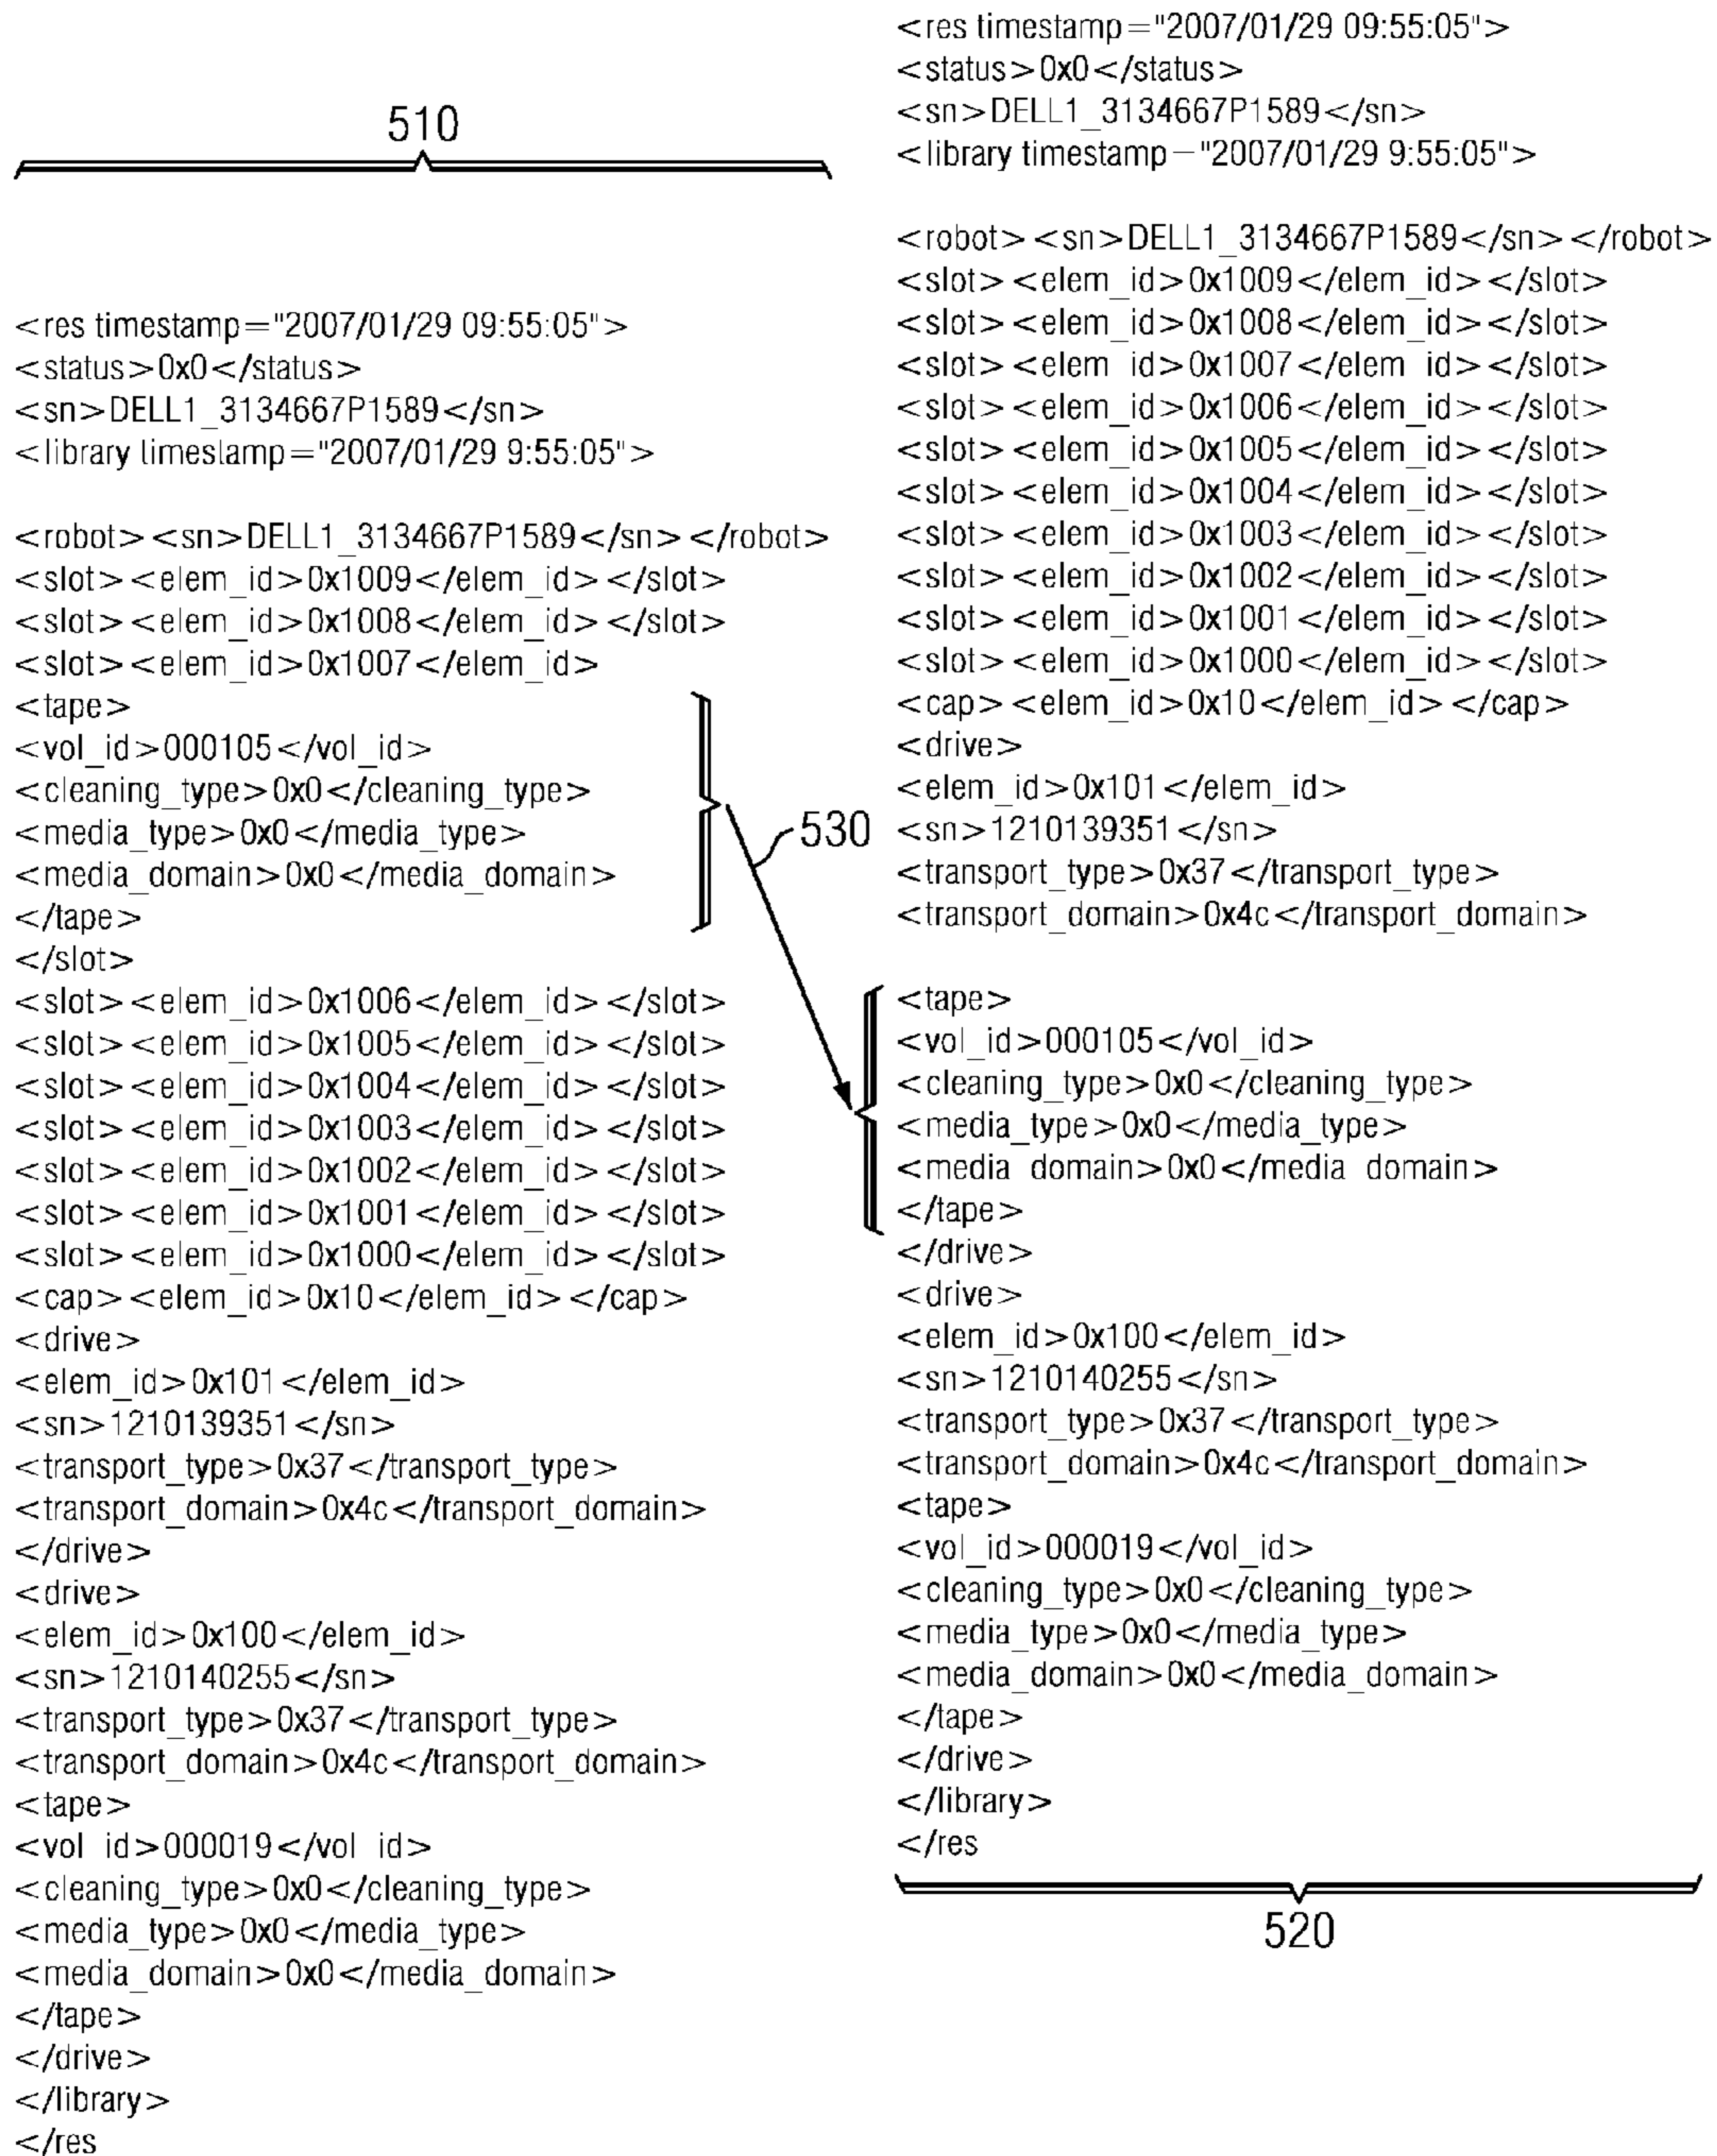 510
<res timestamp="2007/01/29 09:55:05">
<status>0x0</status>
<sn>DELL1_3134667P1589</sn>
<library timestamp="2007/01/29 9:55:05">
<robot><sn>DELL1_3134667P1589</sn></robot>
<slot><elem_id>0x1009</elem_id></slot>
<slot><elem_id>0x1008</elem_id></slot>
<slot><elem_id>0x1007</elem_id>
<tape>
<vol_id>000105</vol_id>
<cleaning_type>0x0</cleaning_type>
<media_type>0x0</media_type>
<media_domain>0x0</media_domain>
</tape>
</slot>
<slot><elem_id>0x1006</elem_id></slot>
<slot><elem_id>0x1005</elem_id></slot>
<slot><elem_id>0x1004</elem_id></slot>
<slot><elem_id>0x1003</elem_id></slot>
<slot><elem_id>0x1002</elem_id></slot>
<slot><elem_id>0x1001</elem_id></slot>
<slot><elem_id>0x1000</elem_id></slot>
<cap><elem_id>0x10</elem_id></cap>
<drive>
<elem_id>0x101</elem_id>
<sn>1210139351</sn>
<transport_type>0x37</transport_type>
<transport_domain>0x4c</transport_domain>
</drive>
<drive>
<elem_id>0x100</elem_id>
<sn>1210140255</sn>
<transport_type>0x37</transport_type>
<transport_domain>0x4c</transport_domain>
<tape>
<vol id>000019</vol id>
<cleaning_type>0x0</cleaning_type>
<media_type>0x0</media_type>
<media_domain>0x0</media_domain>
</tape>
</drive>
</library>
</res
530
<res timestamp="2007/01/29 09:55:05">
<status>0x0</status>
<sn>DELL1_3134667P1589</sn>
<library timestamp="2007/01/29 9:55:05">
<robot><sn>DELL1_3134667P1589</sn></robot>
<slot><elem_id>0x1009</elem_id></slot>
<slot><elem_id>0x1008</elem_id></slot>
<slot><elem_id>0x1007</elem_id></slot>
<slot><elem_id>0x1006</elem_id></slot>
<slot><elem_id>0x1005</elem_id></slot>
<slot><elem_id>0x1004</elem_id></slot>
<slot><elem_id>0x1003</elem_id></slot>
<slot><elem_id>0x1002</elem_id></slot>
<slot><elem_id>0x1001</elem_id></slot>
<slot><elem_id>0x1000</elem_id></slot>
<cap><elem_id>0x10</elem_id></cap>
<drive>
<elem_id>0x101</elem_id>
<sn>1210139351</sn>
<transport_type>0x37</transport_type>
<transport_domain>0x4c</transport_domain>
<tape>
<vol_id>000105</vol_id>
<cleaning_type>0x0</cleaning_type>
<media_type>0x0</media_type>
<media domain>0x0</media domain>
</tape>
</drive>
<drive>
<elem_id>0x100</elem_id>
<sn>1210140255</sn>
<transport_type>0x37</transport_type>
<transport_domain>0x4c</transport_domain>
<tape>
<vol_id>000019</vol_id>
<cleaning_type>0x0</cleaning_type>
<media_type>0x0</media_type>
<media_domain>0x0</media_domain>
</tape>
</drive>
</library>
</res
520